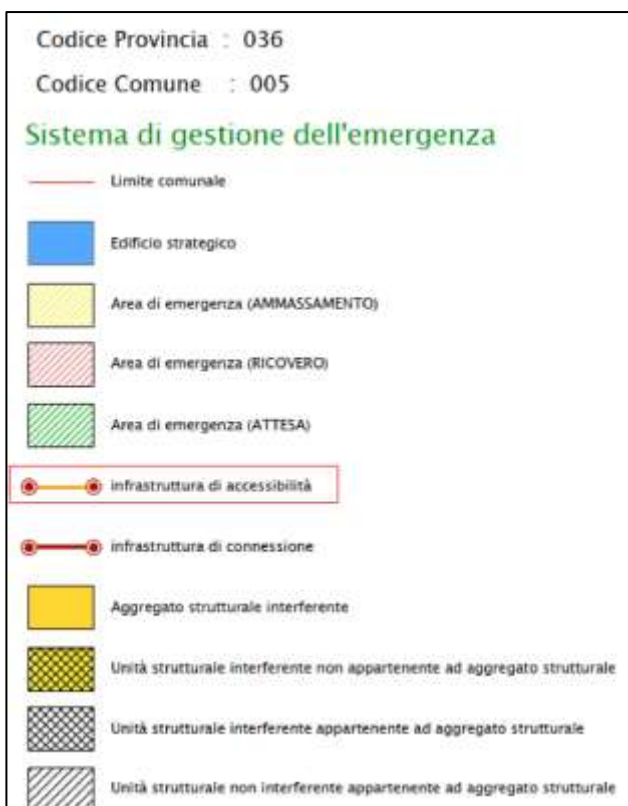 Codice Provincia : 036
Codice Comune : 005
Sistema di gestione dell'emergenza
Limite comunale
Edificio strategico
Area di emergenza (AMMASSAMENTO)
Area di emergenza (RICOVERO)
Area di emergenza (ATTESA)
infrastruttura di accessibilità
infrastruttura di connessione
Aggregato strutturale interferente
Unità strutturale interferente non appartenente ad aggregato strutturale
Unità strutturale interferente appartenente ad aggregato strutturale
Unità strutturale non interferente appartenente ad aggregato strutturale